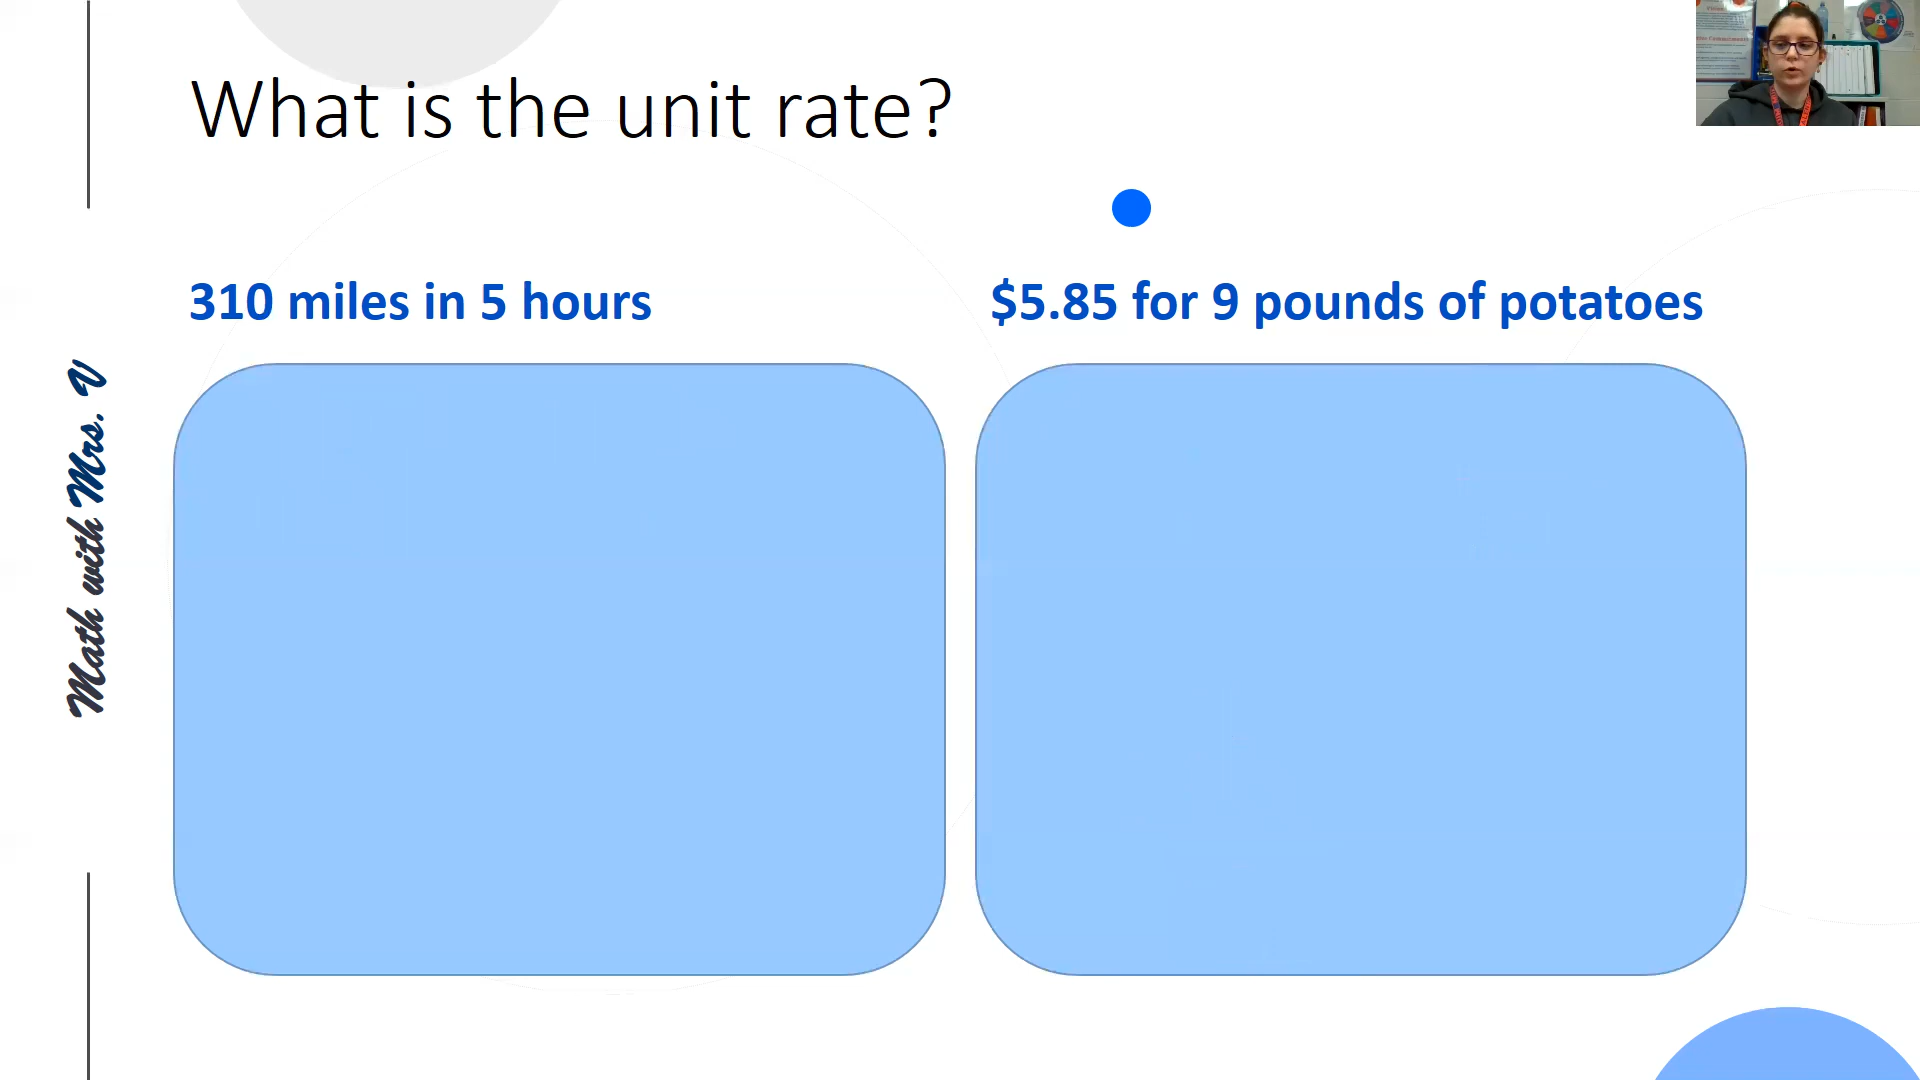 What is the unit rate?
310 miles in 5 hours
$5.85 for 9 pounds of potatoes
Math with Mrs. V